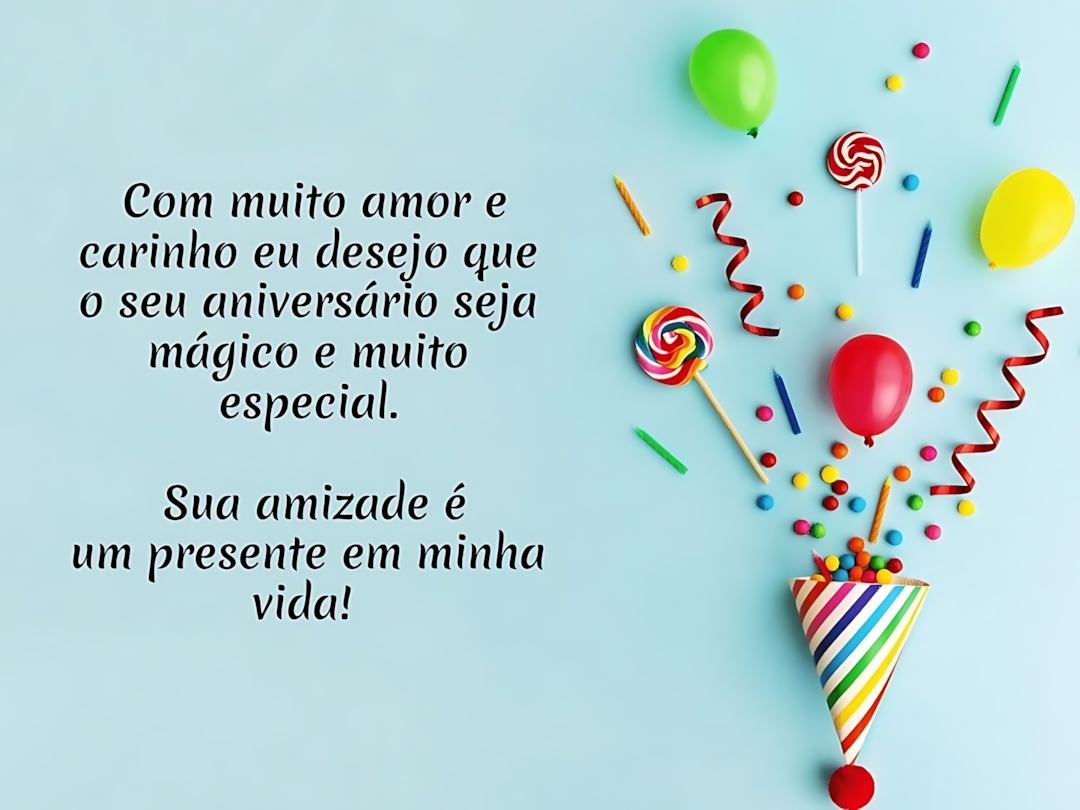 Com muito amor e
carinho eu desejo que
o seu aniversário seja
mágico e muito
especial.
Sua amizade é
um presente em minha
vida!